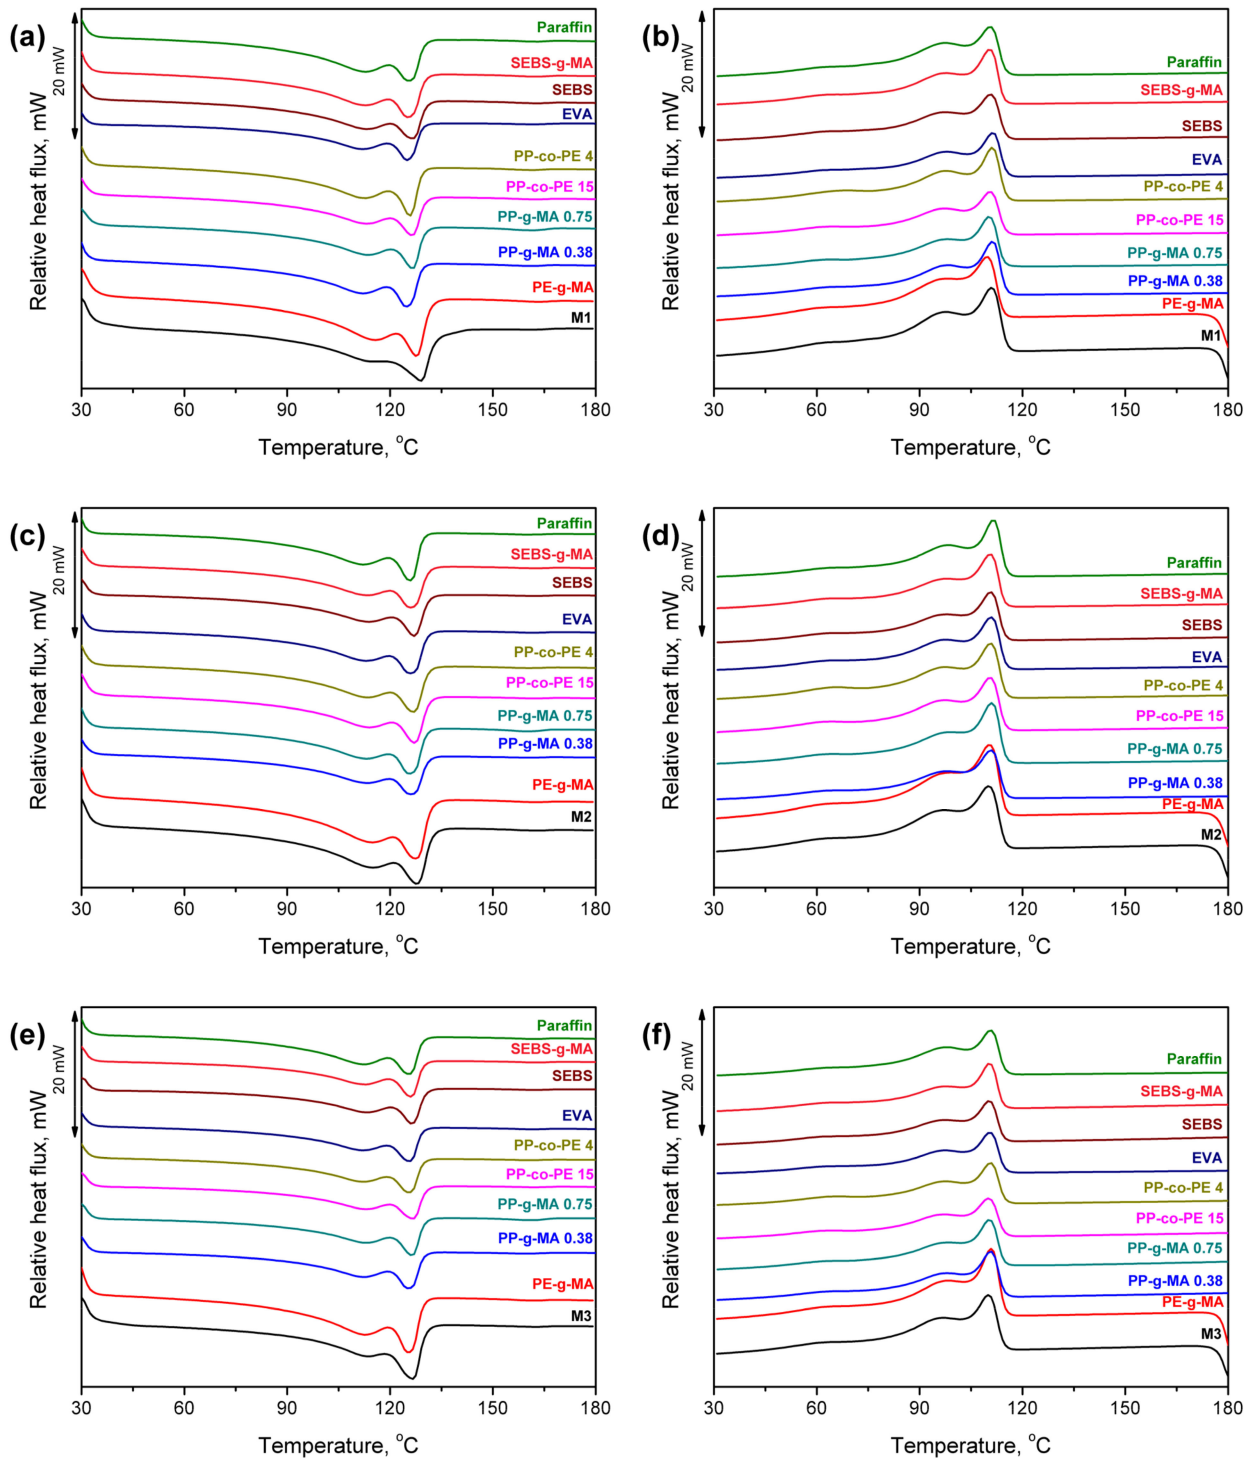 (a)
20 mW
Relative heat flux, mW
Paraffin
SEBS-g-MA
SEBS
EVA
PP-co-PE 4
PP-co-PE 15
PP-g-MA 0.75
PP-g-MA 0.38
PE-g-MA
M1
30 60 90 120 150 180
Temperature, °C
(b)
20 mW
Relative heat flux, mW
Paraffin
SEBS-g-MA
SEBS
EVA
PP-co-PE 4
PP-co-PE 15
PP-g-MA 0.75
PP-g-MA 0.38
PE-g-MA
M1
30 60 90 120 150 180
Temperature, °C
(c)
20 mW
Relative heat flux, mW
Paraffin
SEBS-g-MA
SEBS
EVA
PP-co-PE 4
PP-co-PE 15
PP-g-MA 0.75
PP-g-MA 0.38
PE-g-MA
M2
30 60 90 120 150 180
Temperature, °C
(d)
20 mW
Relative heat flux, mW
Paraffin
SEBS-g-MA
SEBS
EVA
PP-co-PE 4
PP-co-PE 15
PP-g-MA 0.75
PP-g-MA 0.38
PE-g-MA
M2
30 60 90 120 150 180
Temperature, °C
(e)
20 mW
Relative heat flux, mW
Paraffin
SEBS-g-MA
SEBS
EVA
PP-co-PE 4
PP-co-PE 15
PP-g-MA 0.75
PP-g-MA 0.38
PE-g-MA
M3
30 60 90 120 150 180
Temperature, °C
(f)
20 mW
Relative heat flux, mW
Paraffin
SEBS-g-MA
SEBS
EVA
PP-co-PE 4
PP-co-PE 15
PP-g-MA 0.75
PP-g-MA 0.38
PE-g-MA
M3
30 60 90 120 150 180
Temperature, °C